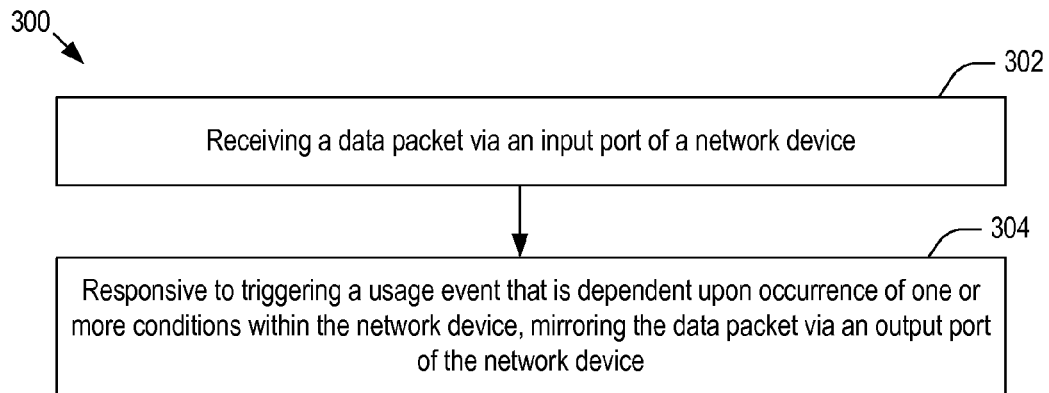 300
302
Receiving a data packet via an input port of a network device
304
Responsive to triggering a usage event that is dependent upon occurrence of one or
more conditions within the network device, mirroring the data packet via an output port
of the network device